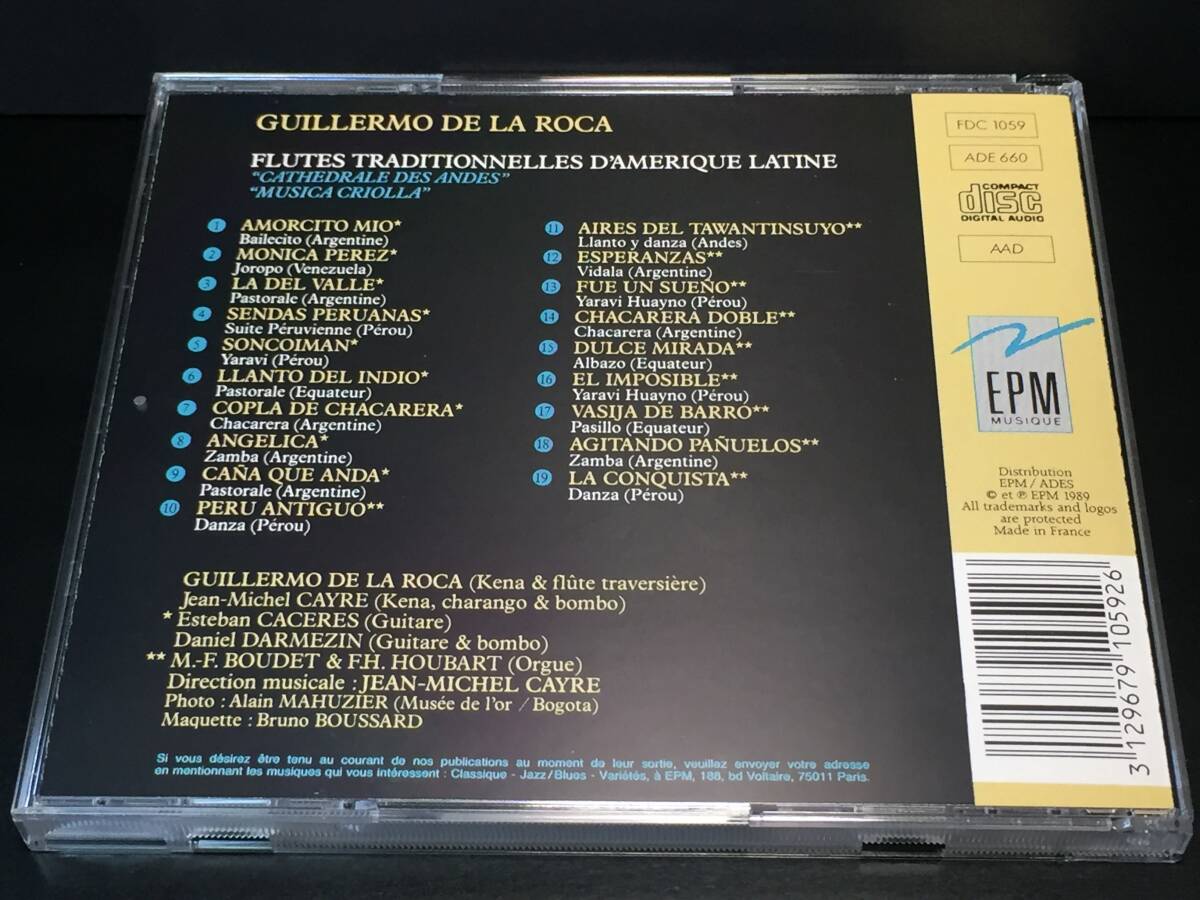 GUILLERMO DE LA ROCA
FLUTES TRADITIONNELLES D'AMERIQUE LATINE
"CATHEDRALE DES ANDES"
"MUSICA CRIOLLA"
1 AMORCITO MIO*
Bailecito (Argentine)
2 MONICA PEREZ*
Joropo (Venezuela)
3 LA DEL VALLE*
Pastorale (Argentine)
4 SENDAS PERUANAS*
Suite Péruvienne (Pérou)
5 SONCOIMAN*
Yaravi (Pérou)
6 LLANTO DEL INDIO*
Pastorale (Equateur)
7 COPLA DE CHACARERA*
Chacarera (Argentine)
8 ANGELICA*
Zamba (Argentine)
9 CAÑA QUE ANDA*
Pastorale (Argentine)
10 PERU ANTIGUO**
Danza (Pérou)
11 AIRES DEL TAWANTINSUYO**
Llanto y danza (Andes)
12 ESPERANZAS**
Vidala (Argentine)
13 FUE UN SUEÑO**
Yaravi Huayno (Pérou)
14 CHACARERA DOBLE**
Chacarera (Argentine)
15 DULCE MIRADA**
Albazo (Equateur)
16 EL IMPOSIBLE**
Yaravi Huayno (Pérou)
17 VASIJA DE BARRO**
Pasillo (Equateur)
18 AGITANDO PAÑUELOS**
Zamba (Argentine)
19 LA CONQUISTA**
Danza (Pérou)
GUILLERMO DE LA ROCA (Kena & flûte traversière)
Jean-Michel CAYRE (Kena, charango & bombo)
* Esteban CACERES (Guitare)
Daniel DARMEZIN (Guitare & bombo)
** M.-F. BOUDET & F.H. HOUBART (Orgue)
Direction musicale : JEAN-MICHEL CAYRE
Photo : Alain MAHUZIER (Musée de l'or / Bogota)
Maquette : Bruno BOUSSARD
Si vous désirez être tenu au courant de nos publications au moment de leur sortie, veuillez envoyer votre adresse
en mentionnant les musiques qui vous intéressent : Classique - Jazz/Blues - Variétés, à EPM, 188, bd Voltaire, 75011 Paris.
FDC 1059
ADE 660
COMPACT
disc
DIGITAL AUDIO
AAD
EPM
MUSIQUE
Distribution
EPM / ADES
© et ℗ EPM 1989
All trademarks and logos
are protected
Made in France
3 129679 105926